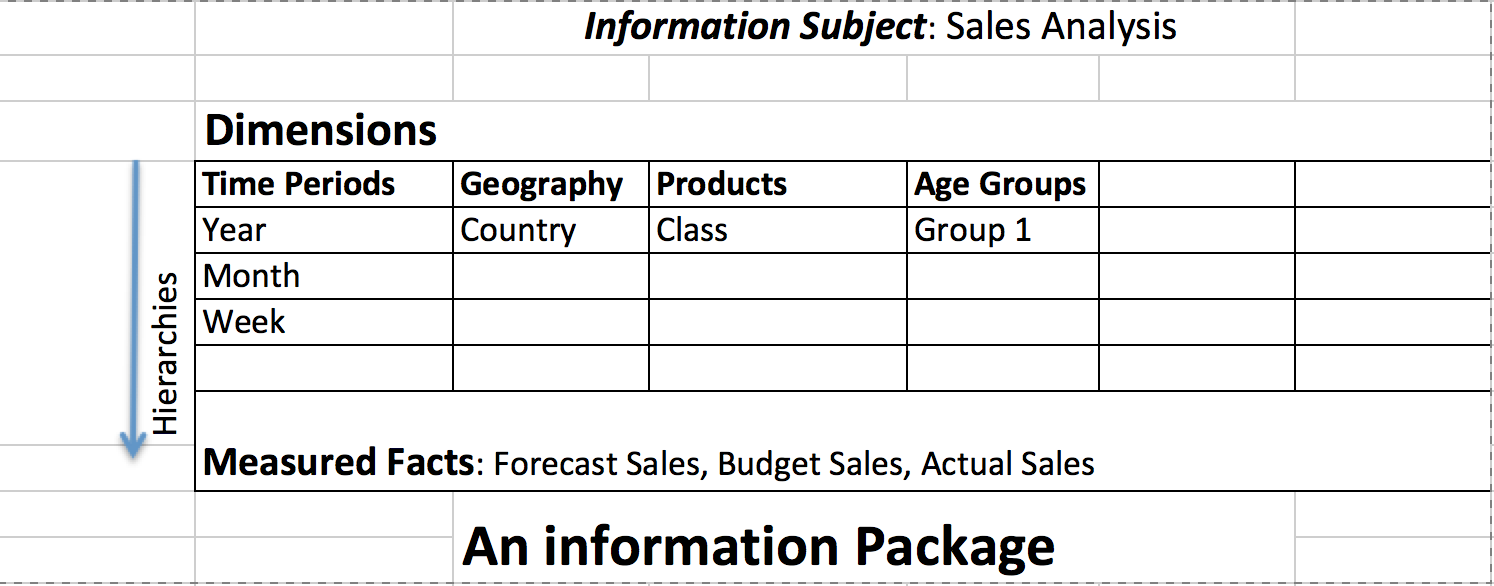 Information Subject: Sales Analysis
Dimensions
Time Periods Geography Products Age Groups
Year Country Class Group 1
Month
Week
Hierarchies
Measured Facts: Forecast Sales, Budget Sales, Actual Sales
An information Package